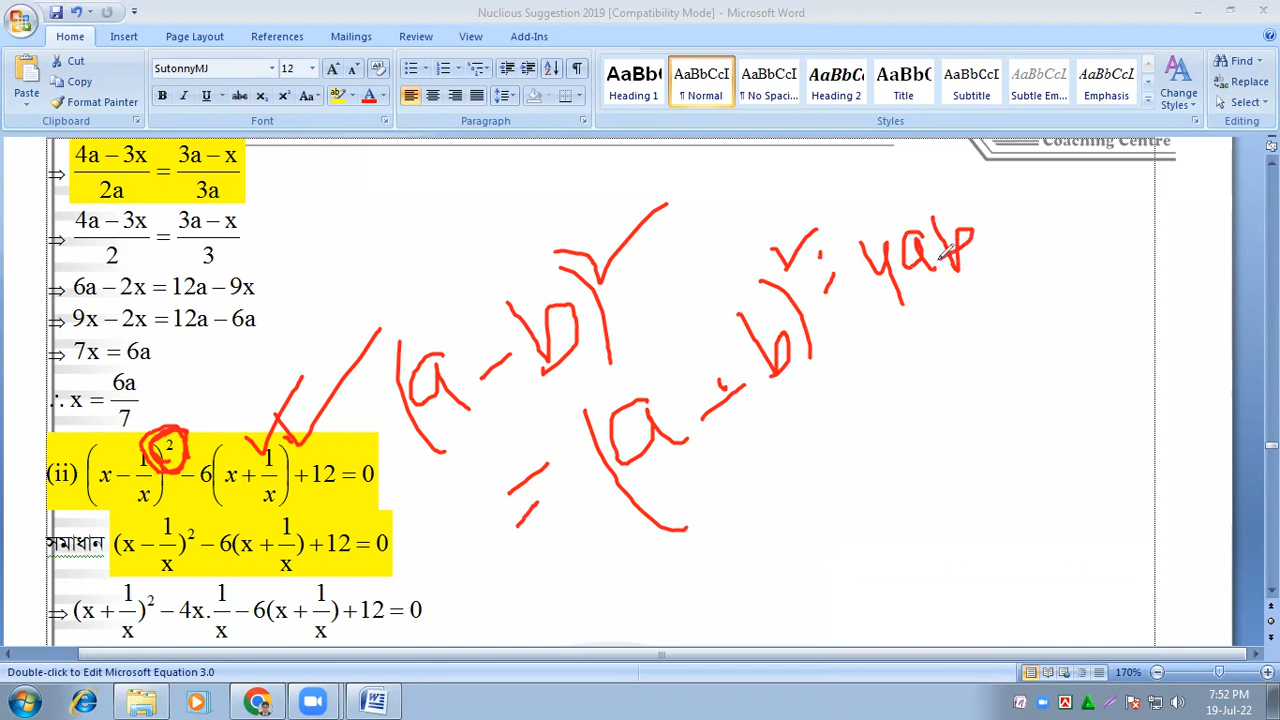 Nuclious Suggestion 2019 [Compatibility Mode] - Microsoft Word
Home Insert Page Layout References Mailings Review View Add-Ins
Paste Cut Copy Format Painter
SutonnyMJ 12
AaBbC AaBbCcI AaBbCcI AaBbCcI AaBbCc AaBbCcI AaBbCcI AaBbCcI
Heading 1 ¶ Normal ¶ No Spaci... Heading 2 Title Subtitle Subtle Em... Emphasis
Change Styles
Find Replace Select
Clipboard Font Paragraph Styles Editing
Coaching Centre
⇒ (4a – 3x)/2a = (3a – x)/3a
⇒ (4a – 3x)/2 = (3a – x)/3
⇒ 6a – 2x = 12a – 9x
⇒ 9x – 2x = 12a – 6a
⇒ 7x = 6a
∴ x = 6a/7
(ii) (x – 1/x)² – 6(x + 1/x) + 12 = 0
সমাধান (x – 1/x)² – 6(x + 1/x) + 12 = 0
⇒ (x + 1/x)² – 4x.1/x – 6(x + 1/x) + 12 = 0
(a – b)
= (a – b)
Double-click to Edit Microsoft Equation 3.0
170%
7:52 PM
19-Jul-22